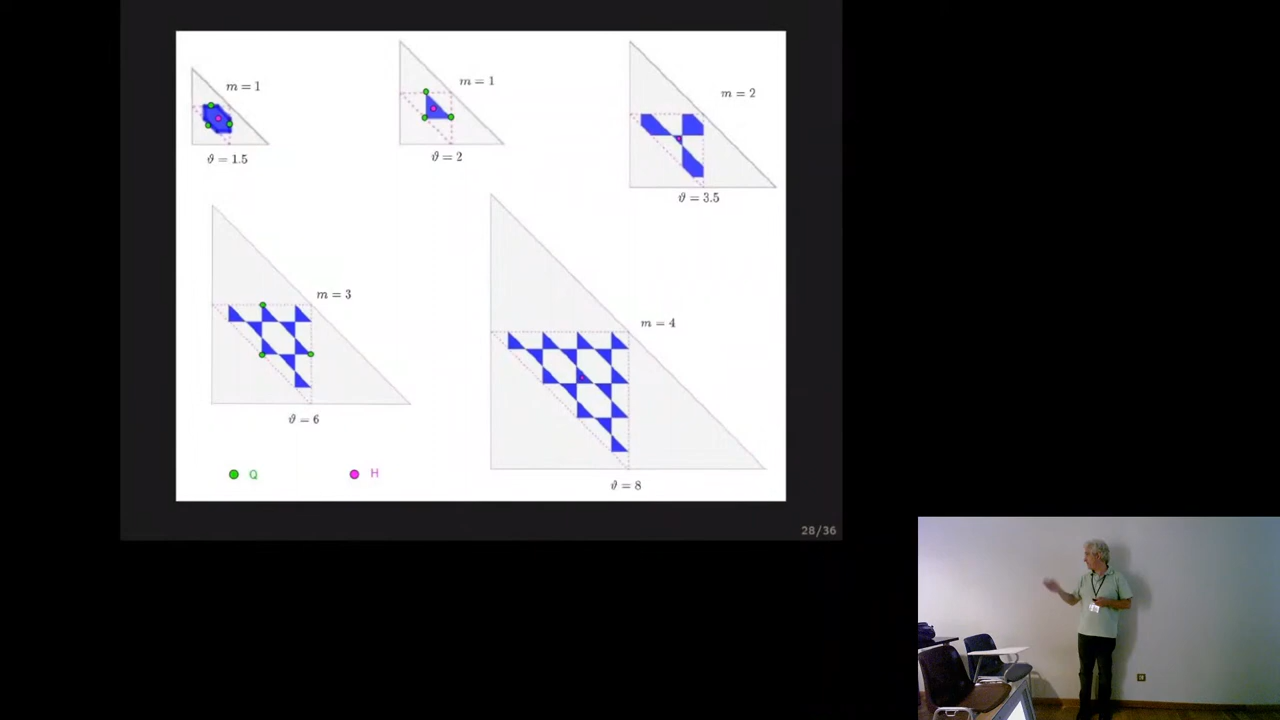 m = 1
m = 1
m = 2
ϑ = 1.5
ϑ = 2
ϑ = 3.5
m = 3
m = 4
ϑ = 6
Q
H
ϑ = 8
28/36